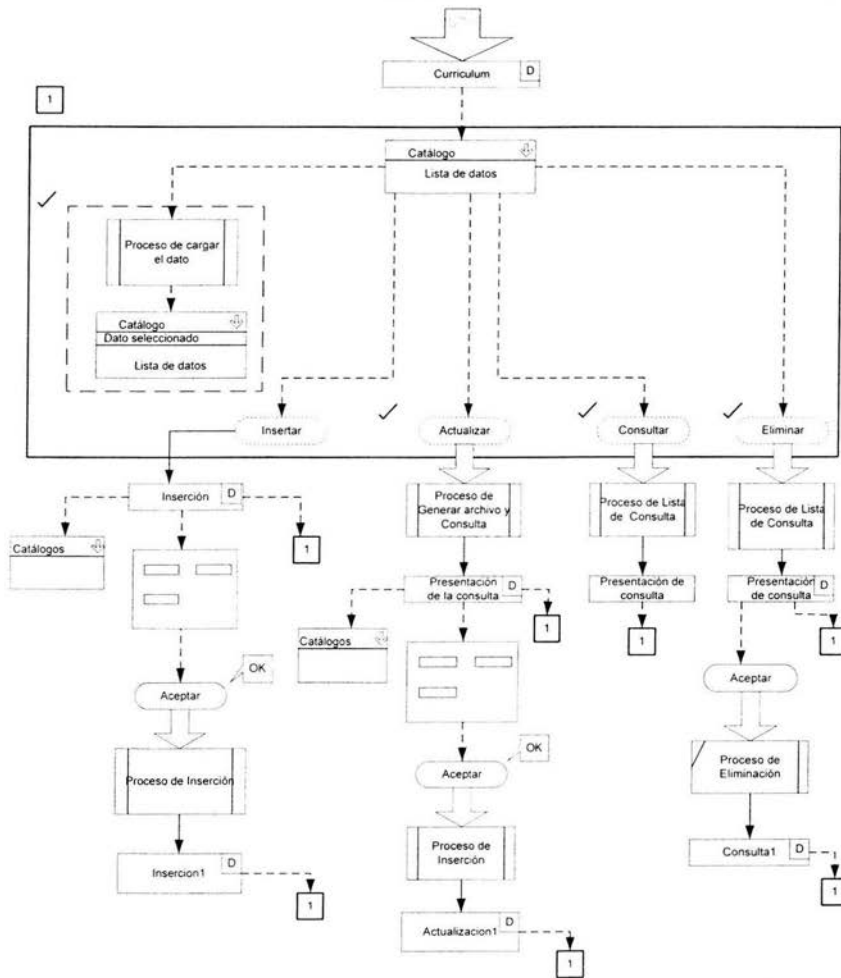 Curriculum
D
1
Catálogo
Lista de datos
Proceso de cargar
el dato
Catálogo
Dato seleccionado
Lista de datos
Insertar
Actualizar
Consultar
Eliminar
Inserción
D
1
Catálogos
Aceptar
OK
Proceso de Inserción
Insercion1
D
1
Proceso de
Generar archivo y
Consulta
Presentación
de la consulta
D
1
Catálogos
Aceptar
OK
Proceso de
Inserción
Actualizacion1
D
1
Proceso de Lista
de Consulta
Presentación de
consulta
1
Proceso de Lista
de Consulta
Presentación
de consulta
D
1
Aceptar
Proceso de
Eliminación
Consulta1
D
1